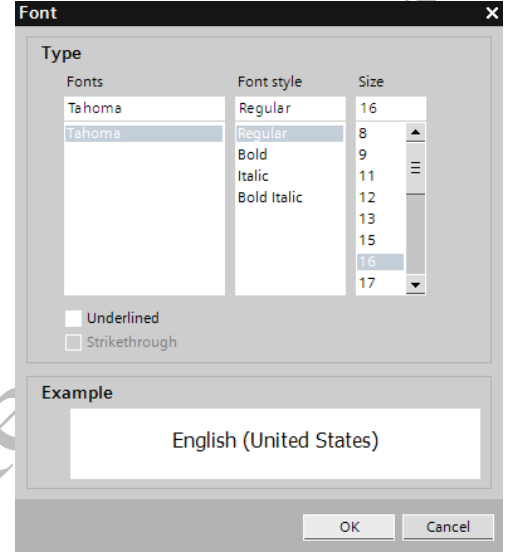 Font
Type
Fonts Font style Size
Tahoma Regular 16
Tahoma Regular 8
Bold 9
Italic 11
Bold Italic 12
13
15
16
17
Underlined
Strikethrough
Example
English (United States)
OK Cancel